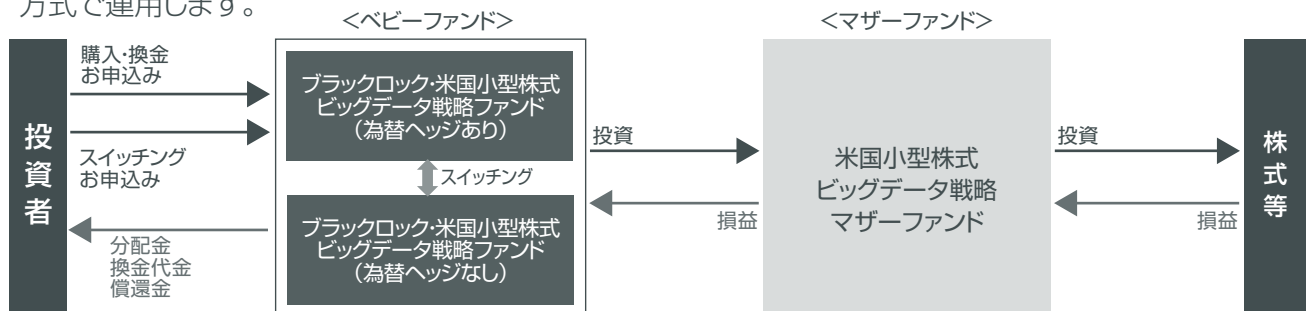 方式で運用します。
<ベビーファンド>
<マザーファンド>
投資者
購入・換金
お申込み
スイッチング
お申込み
分配金
換金代金
償還金
ブラックロック・米国小型株式
ビッグデータ戦略ファンド
(為替ヘッジあり)
スイッチング
ブラックロック・米国小型株式
ビッグデータ戦略ファンド
(為替ヘッジなし)
投資
損益
米国小型株式
ビッグデータ戦略
マザーファンド
投資
損益
株式等